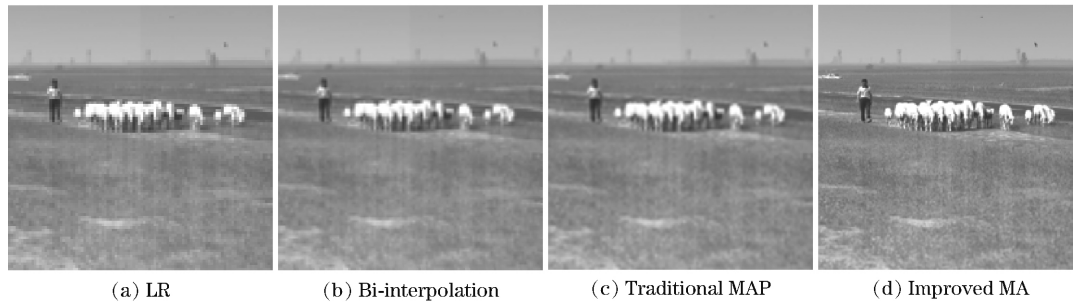 (a) LR
(b) Bi-interpolation
(c) Traditional MAP
(d) Improved MA